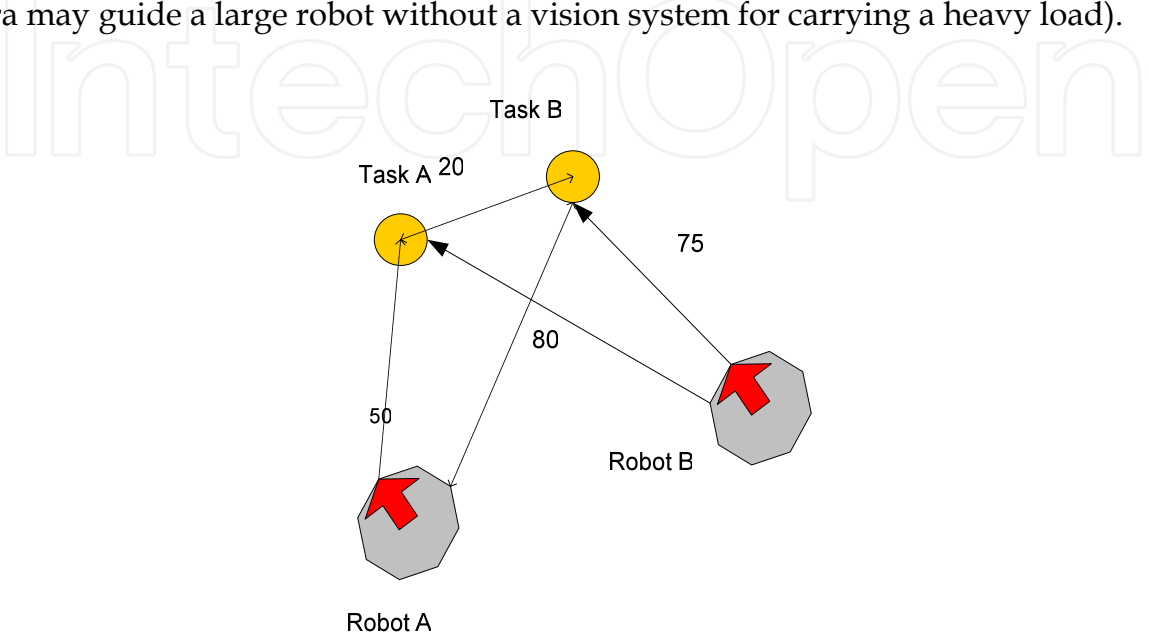 a may guide a large robot without a vision system for carrying a heavy load).
IntechOpen
Task B
Task A 20
75
80
50
Robot B
Robot A